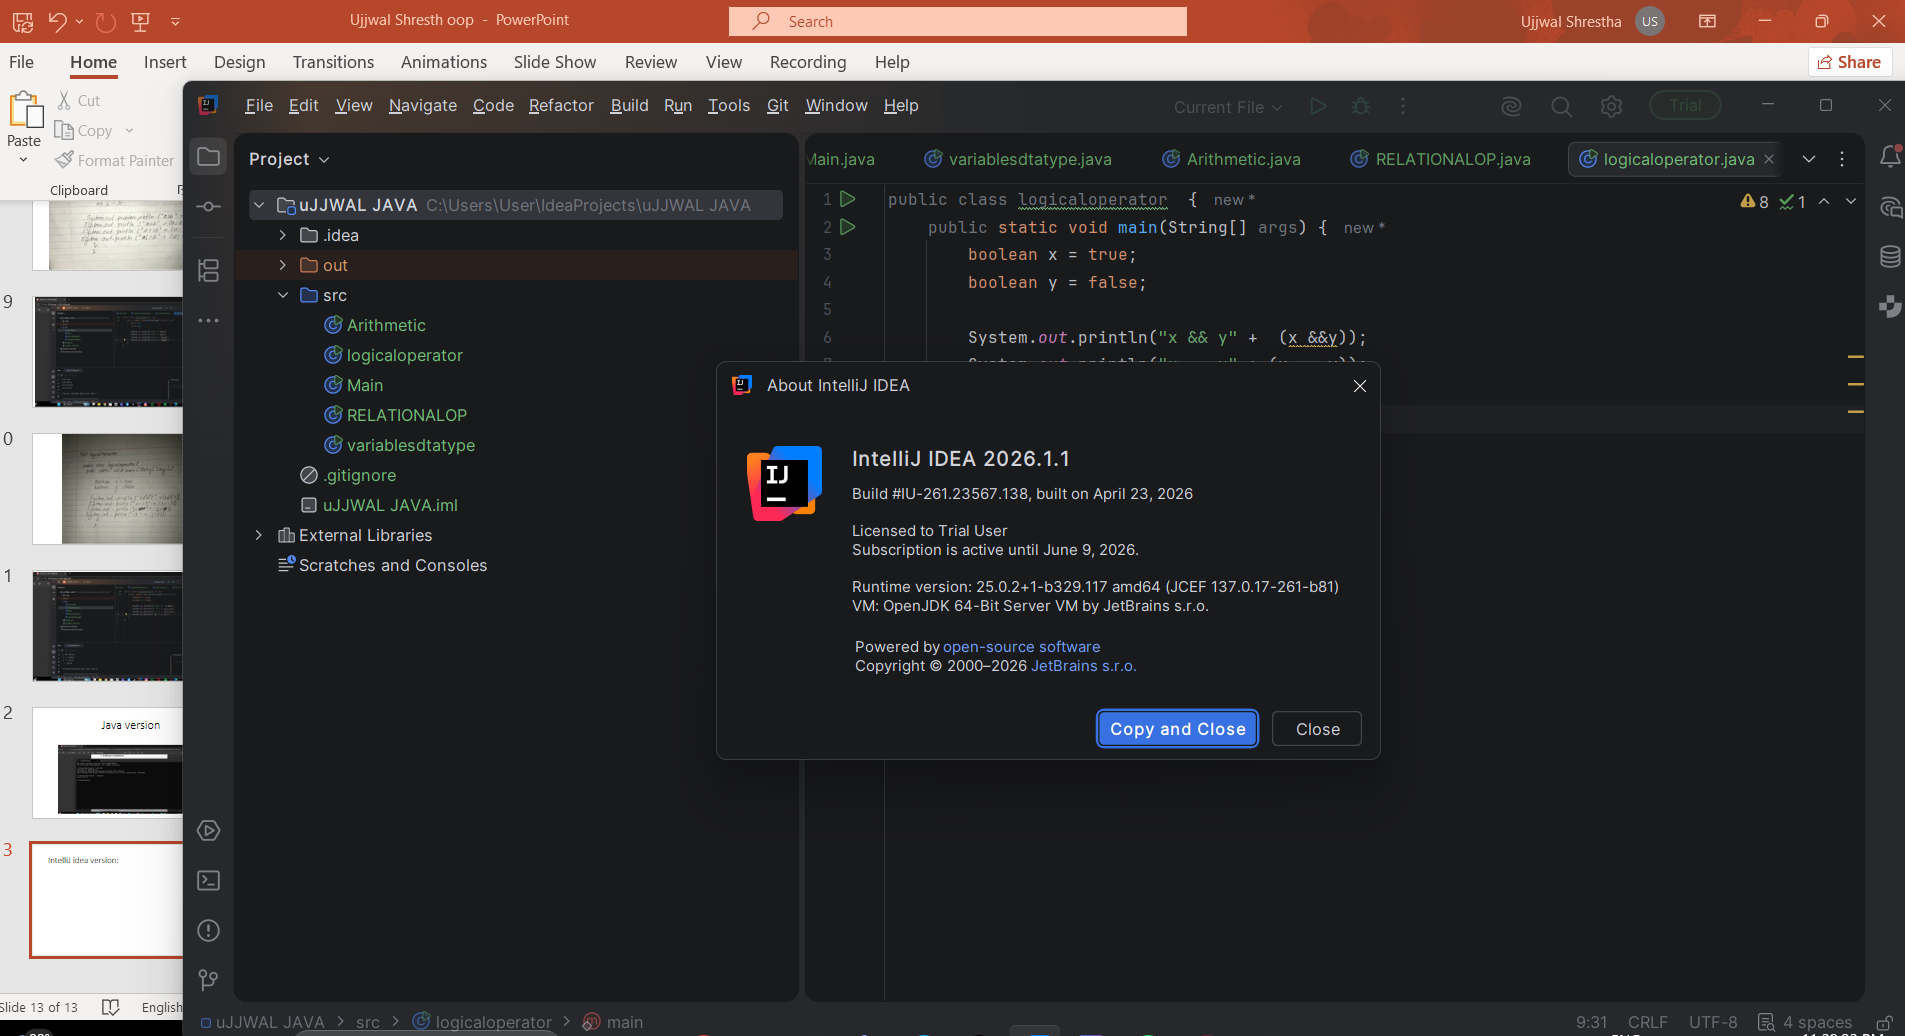 Ujjwal Shresth oop - PowerPoint
Search
Ujjwal Shrestha US
File Home Insert Design Transitions Animations Slide Show Review View Recording Help
Share
Paste
Cut
Copy
Format Painter
Clipboard
9
0
1
2
Java version
3
IntelliJ idea version:
Slide 13 of 13 English
IJ
File Edit View Navigate Code Refactor Build Run Tools Git Window Help
Current File
Trial
Project
uJJWAL JAVA C:\Users\User\IdeaProjects\uJJWAL JAVA
.idea
out
src
Arithmetic
logicaloperator
Main
RELATIONALOP
variablesdtatype
.gitignore
uJJWAL JAVA.iml
External Libraries
Scratches and Consoles
Main.java variablesdtatype.java Arithmetic.java RELATIONALOP.java logicaloperator.java
8 1
1 public class logicaloperator { new *
2 public static void main(String[] args) { new *
3 boolean x = true;
4 boolean y = false;
5
6 System.out.println("x && y" + (x &&y));
About IntelliJ IDEA
IJ
IntelliJ IDEA 2026.1.1
Build #IU-261.23567.138, built on April 23, 2026
Licensed to Trial User
Subscription is active until June 9, 2026.
Runtime version: 25.0.2+1-b329.117 amd64 (JCEF 137.0.17-261-b81)
VM: OpenJDK 64-Bit Server VM by JetBrains s.r.o.
Powered by open-source software
Copyright © 2000–2026 JetBrains s.r.o.
Copy and Close Close
uJJWAL JAVA > src > logicaloperator > main
9:31 CRLF UTF-8 4 spaces